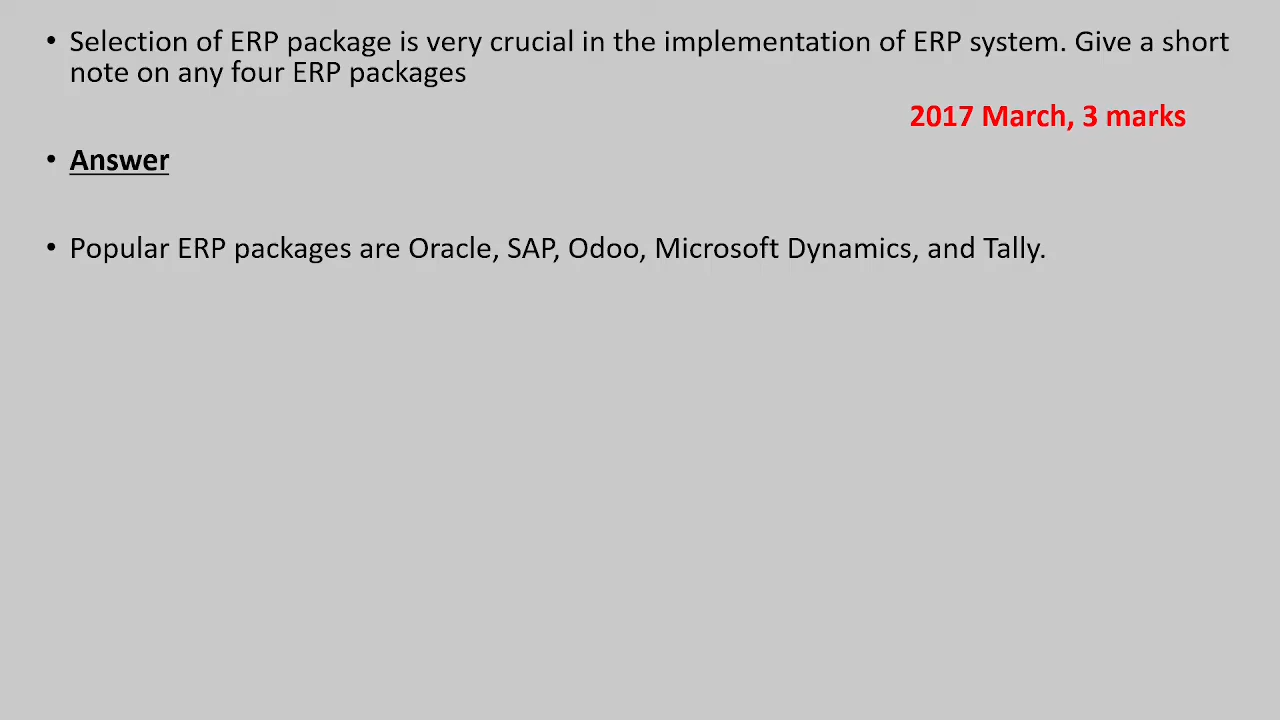 • Selection of ERP package is very crucial in the implementation of ERP system. Give a short
note on any four ERP packages
2017 March, 3 marks
• Answer
• Popular ERP packages are Oracle, SAP, Odoo, Microsoft Dynamics, and Tally.